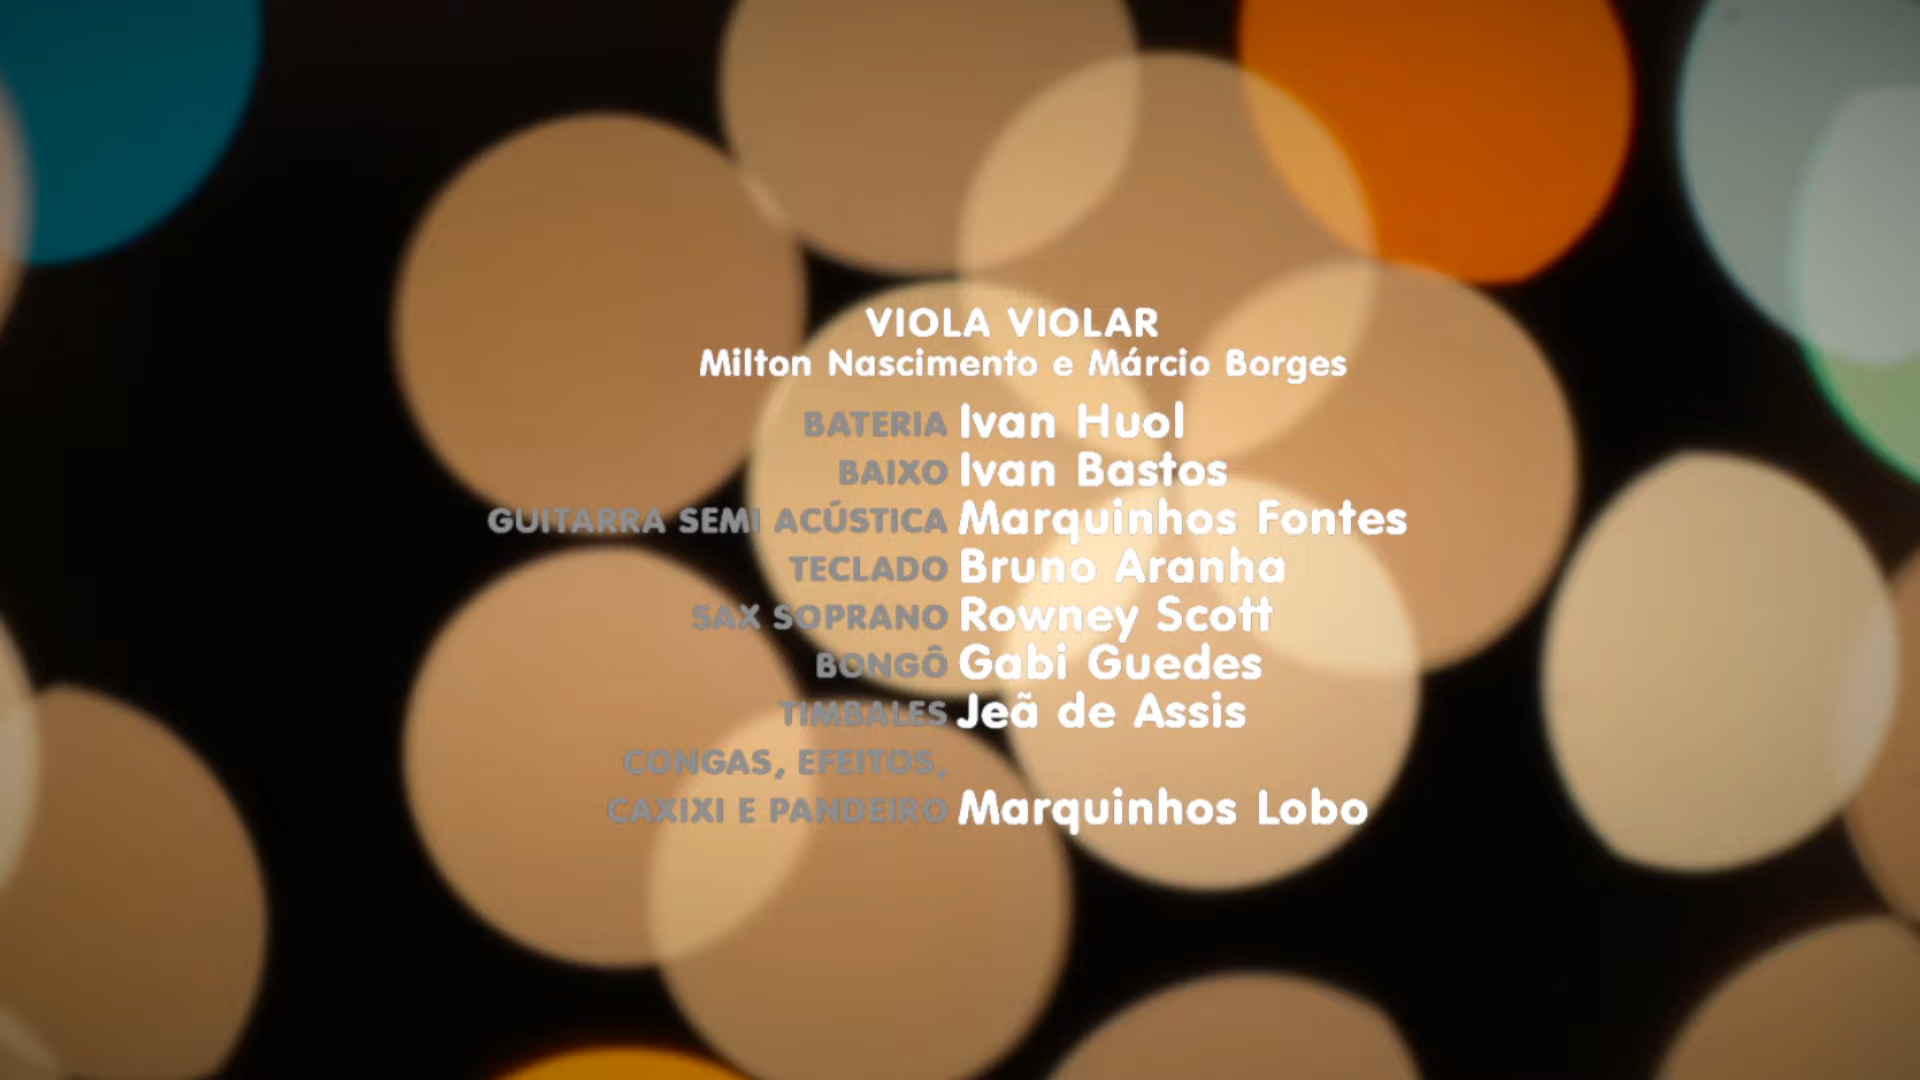 VIOLA VIOLAR
Milton Nascimento e Márcio Borges
BATERIA Ivan Huol
BAIXO Ivan Bastos
GUITARRA SEMI ACÚSTICA Marquinhos Fontes
TECLADO Bruno Aranha
SAX SOPRANO Rowney Scott
BONGÔ Gabi Guedes
TIMBALES Jeã de Assis
CONGAS, EFEITOS,
CAXIXI E PANDEIRO Marquinhos Lobo